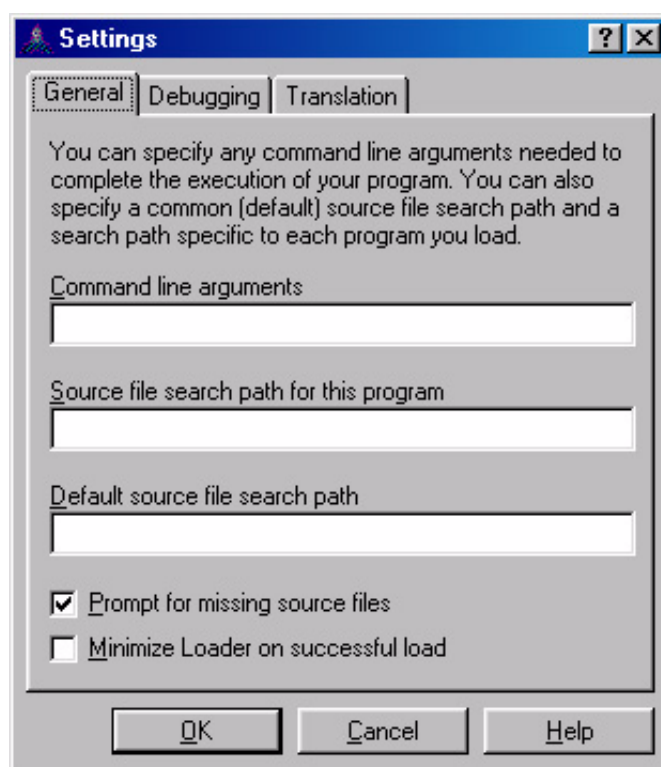 Settings
General Debugging Translation
You can specify any command line arguments needed to
complete the execution of your program. You can also
specify a common (default) source file search path and a
search path specific to each program you load.
Command line arguments
Source file search path for this program
Default source file search path
Prompt for missing source files
Minimize Loader on successful load
OK Cancel Help